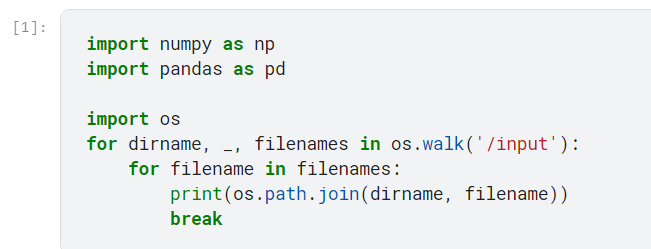 [1]:
import numpy as np
import pandas as pd
import os
for dirname, _, filenames in os.walk('/input'):
    for filename in filenames:
        print(os.path.join(dirname, filename))
        break